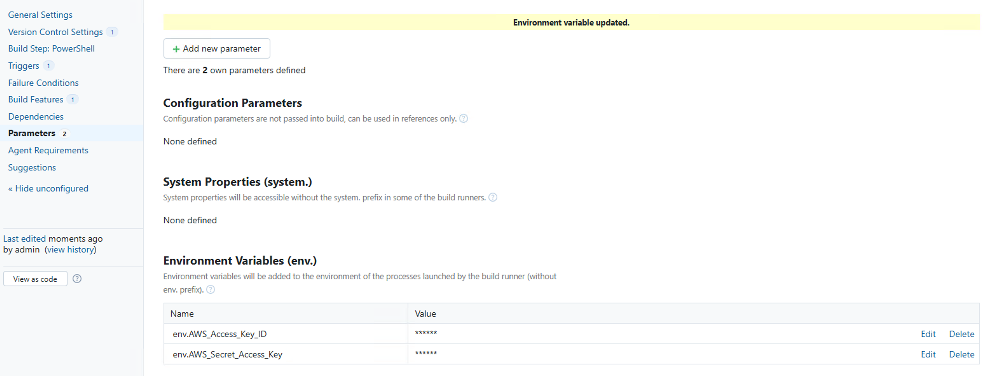 General Settings
Version Control Settings 1
Build Step: PowerShell
Triggers 1
Failure Conditions
Build Features 1
Dependencies
Parameters 2
Agent Requirements
Suggestions
« Hide unconfigured
Last edited moments ago
by admin (view history)
View as code ?
Environment variable updated.
+ Add new parameter
There are 2 own parameters defined
Configuration Parameters
Configuration parameters are not passed into build, can be used in references only. ?
None defined
System Properties (system.)
System properties will be accessible without the system. prefix in some of the build runners. ?
None defined
Environment Variables (env.)
Environment variables will be added to the environment of the processes launched by the build runner (without
env. prefix). ?
Name Value
env.AWS_Access_Key_ID ****** Edit Delete
env.AWS_Secret_Access_Key ****** Edit Delete